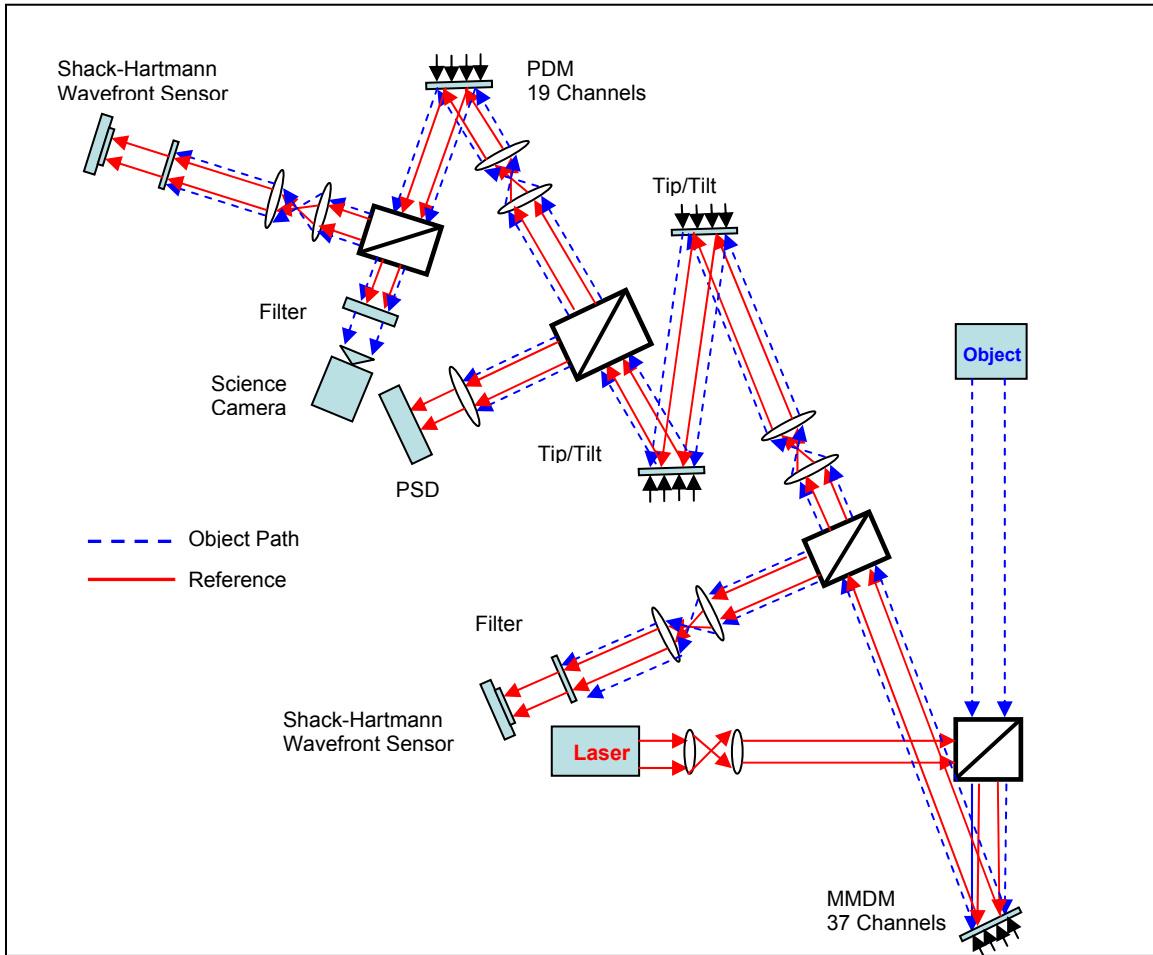 Shack-Hartmann
Wavefront Sensor
PDM
19 Channels
Tip/Tilt
Filter
Object
Science
Camera
Tip/Tilt
PSD
Object Path
Reference
Filter
Shack-Hartmann
Wavefront Sensor
Laser
MMDM
37 Channels